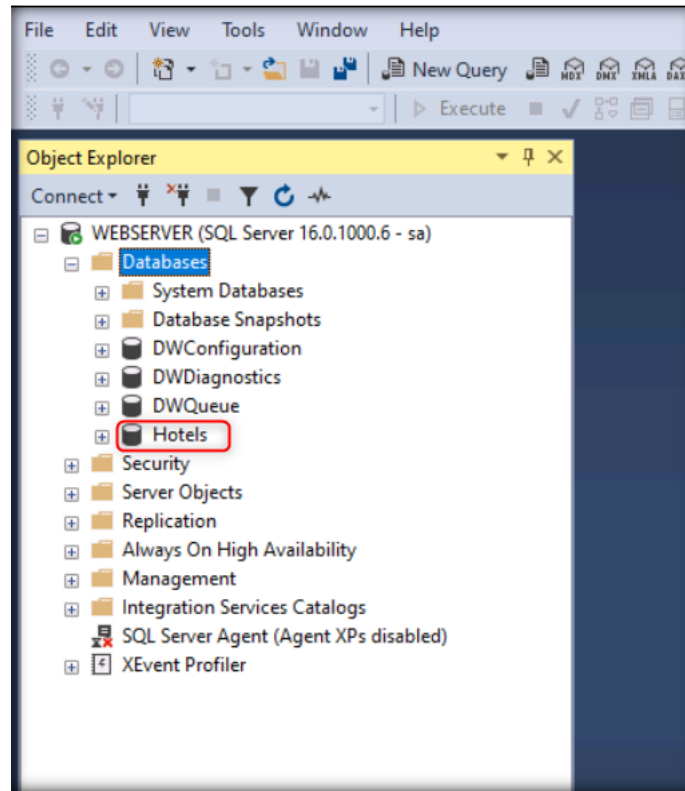 File Edit View Tools Window Help
New Query MDX DMX XMLA DAX
Execute
Object Explorer
Connect
WEBSERVER (SQL Server 16.0.1000.6 - sa)
Databases
System Databases
Database Snapshots
DWConfiguration
DWDiagnostics
DWQueue
Hotels
Security
Server Objects
Replication
Always On High Availability
Management
Integration Services Catalogs
SQL Server Agent (Agent XPs disabled)
XEvent Profiler